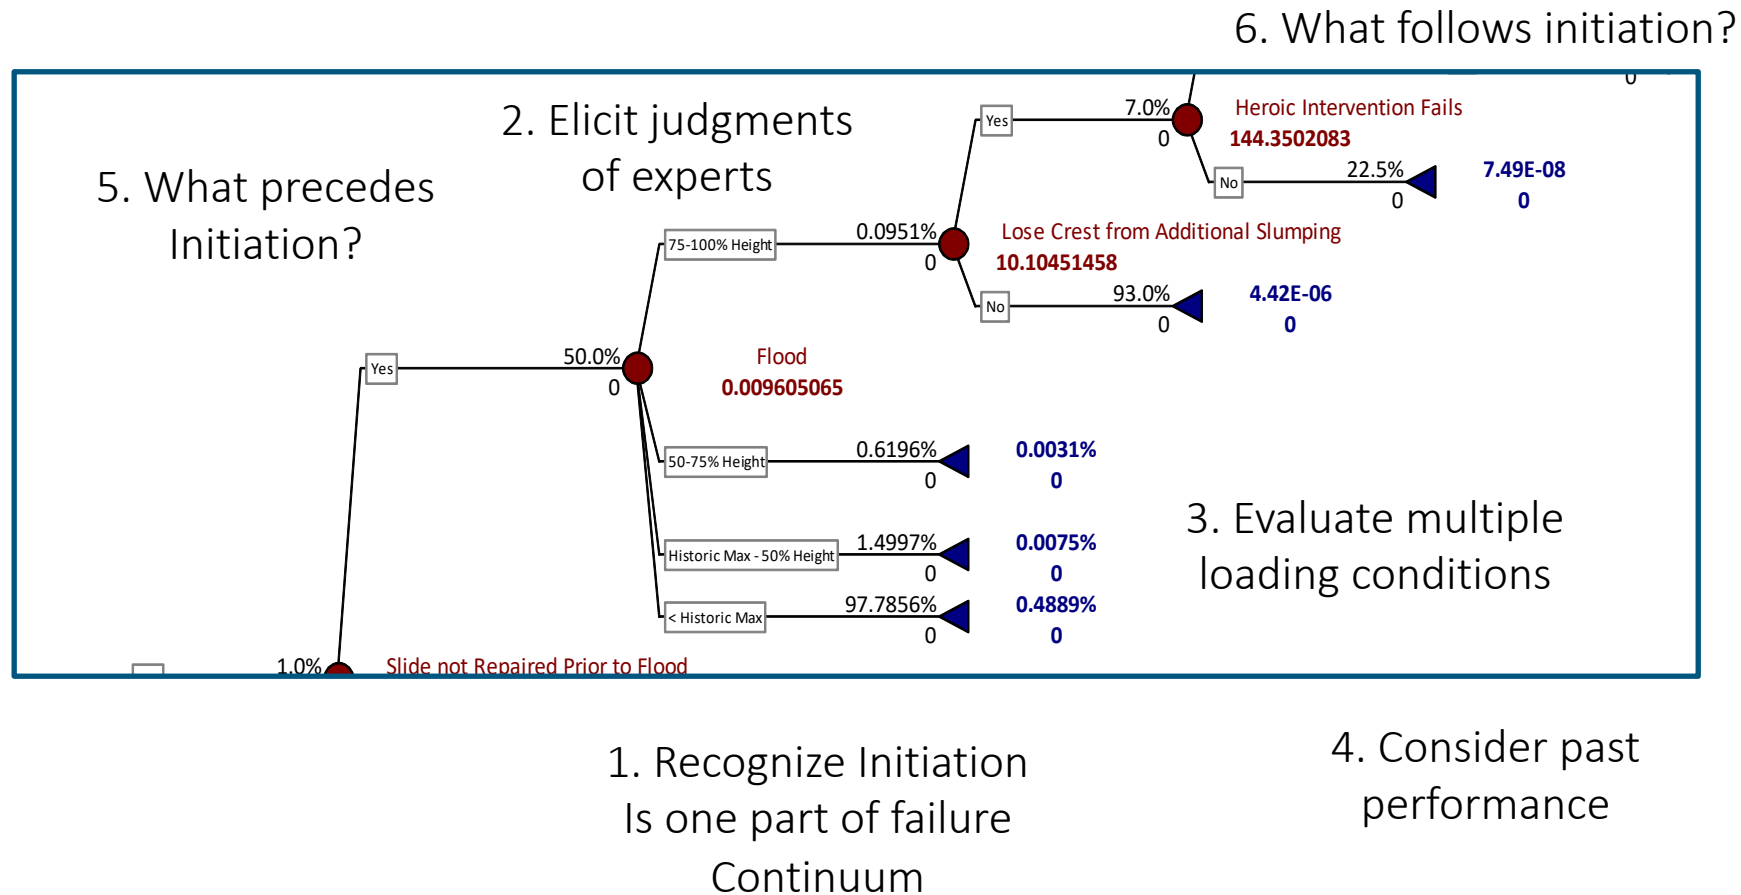 6. What follows initiation?
0
2. Elicit judgments
of experts
5. What precedes
Initiation?
Yes
7.0%
0
Heroic Intervention Fails
144.3502083
No
22.5%
0
7.49E-08
0
75-100% Height
0.0951%
0
Lose Crest from Additional Slumping
10.10451458
No
93.0%
0
4.42E-06
0
Yes
50.0%
0
Flood
0.009605065
50-75% Height
0.6196%
0
0.0031%
0
Historic Max - 50% Height
1.4997%
0
0.0075%
0
< Historic Max
97.7856%
0
0.4889%
0
3. Evaluate multiple
loading conditions
1.0%
Slide not Repaired Prior to Flood
1. Recognize Initiation
Is one part of failure
Continuum
4. Consider past
performance